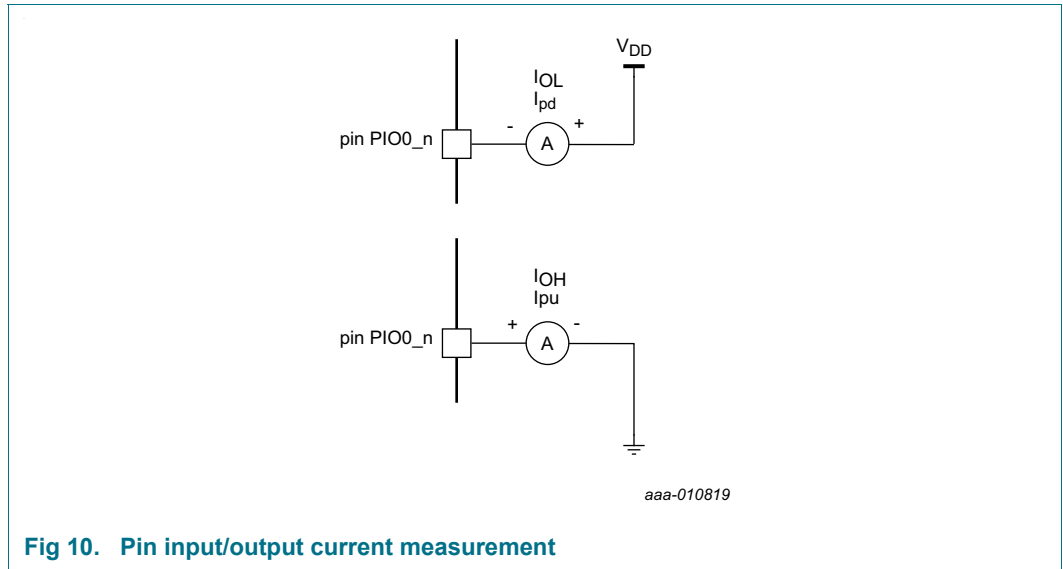 VDD
IOL
Ipd
- +
pin PIO0_n
A
IOH
Ipu
+ -
pin PIO0_n
A
aaa-010819
Fig 10. Pin input/output current measurement